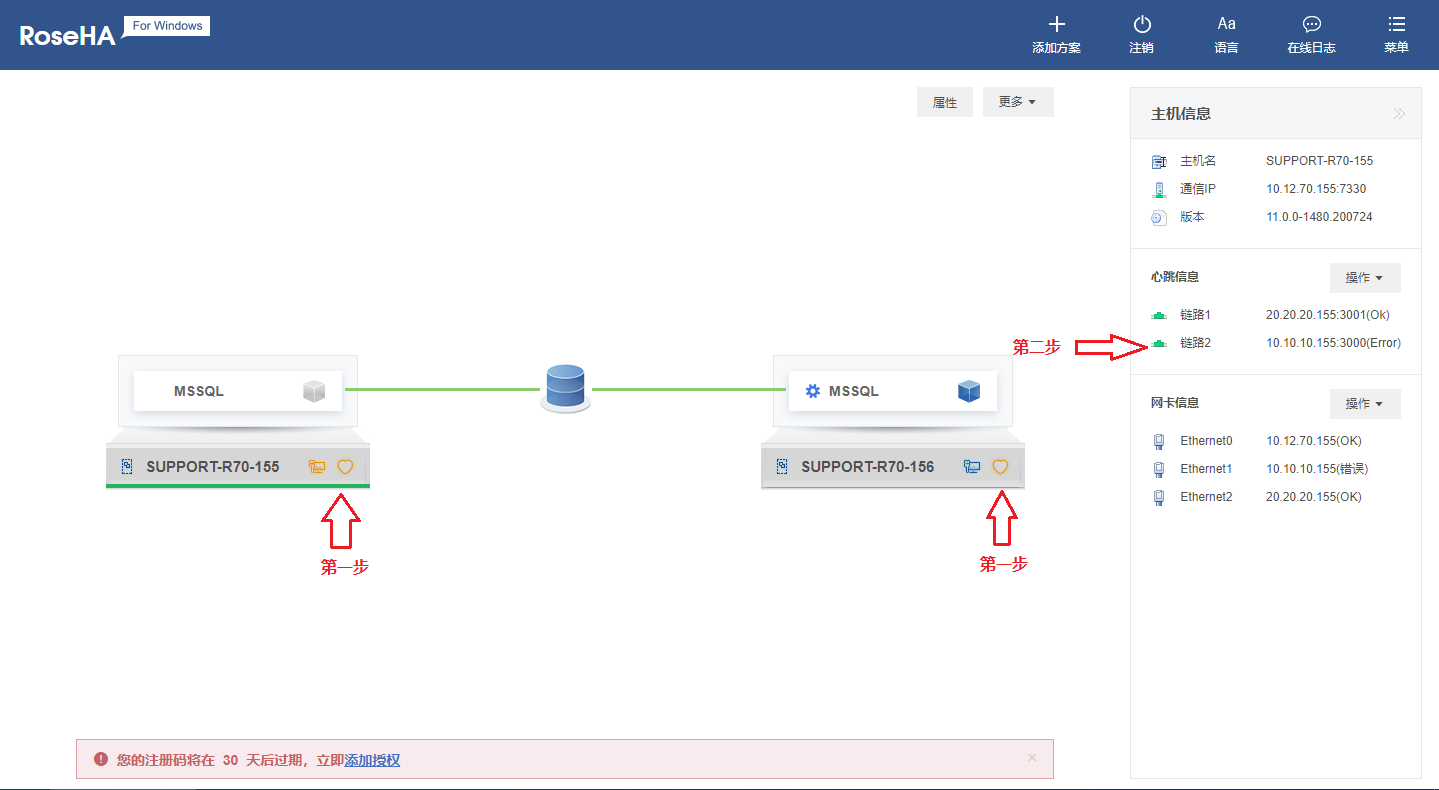 RoseHA For Windows
添加方案 注销 Aa 语言 在线日志 菜单
属性 更多
主机信息
主机名 SUPPORT-R70-155
通信IP 10.12.70.155:7330
版本 11.0.0-1480.200724
心跳信息 操作
链路1 20.20.20.155:3001(Ok)
链路2 10.10.10.155:3000(Error)
第二步
MSSQL MSSQL
SUPPORT-R70-155 SUPPORT-R70-156
第一步 第一步
网卡信息 操作
Ethernet0 10.12.70.155(OK)
Ethernet1 10.10.10.155(错误)
Ethernet2 20.20.20.155(OK)
您的注册码将在 30 天后过期，立即添加授权